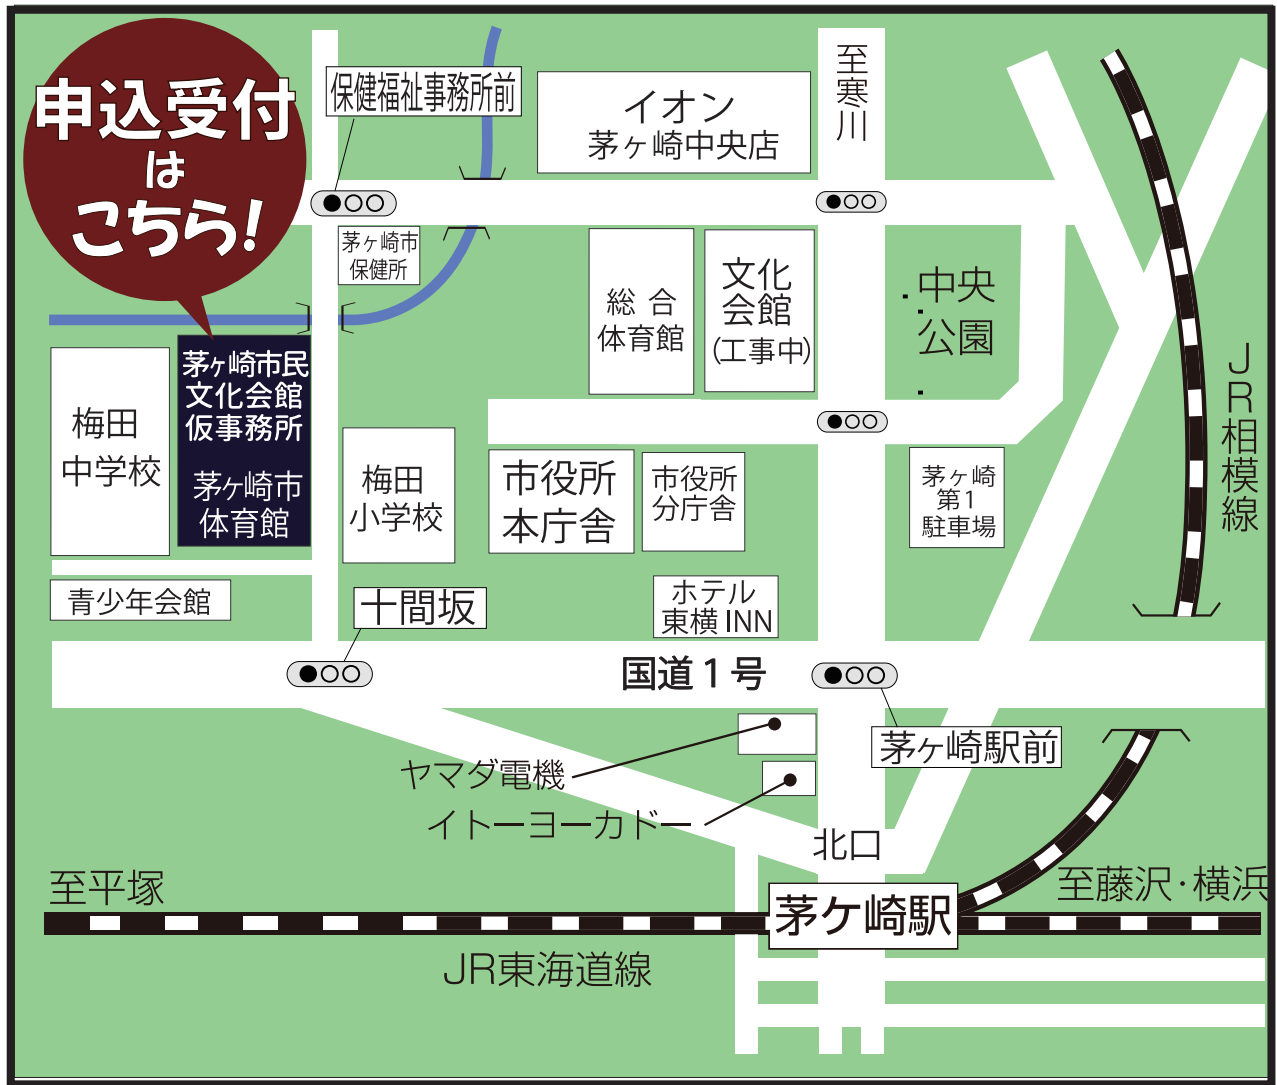 申込受付
は
こちら!
保健福祉事務所前
イオン
茅ヶ崎中央店
至寒川
茅ヶ崎市
保健所
総合
体育館
文化
会館
(工事中)
中央
公園
JR相模線
梅田
中学校
茅ヶ崎市民
文化会館
仮事務所
茅ヶ崎市
体育館
梅田
小学校
市役所
本庁舎
市役所
分庁舎
茅ヶ崎
第1
駐車場
青少年会館
十間坂
ホテル
東横INN
国道1号
茅ヶ崎駅前
ヤマダ電機
イトーヨーカドー
北口
至平塚
茅ケ崎駅
至藤沢・横浜
JR東海道線